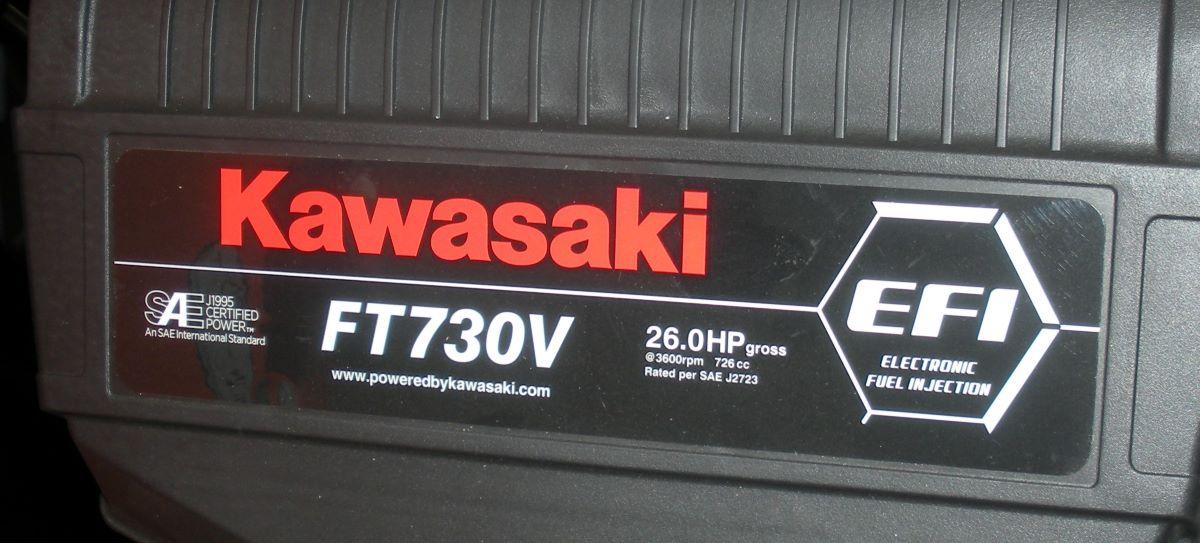 Kawasaki
SAE J1995
CERTIFIED
POWER™
An SAE International Standard
FT730V
www.poweredbykawasaki.com
26.0HP gross
@3600rpm 726 cc
Rated per SAE J2723
EFI
ELECTRONIC
FUEL INJECTION